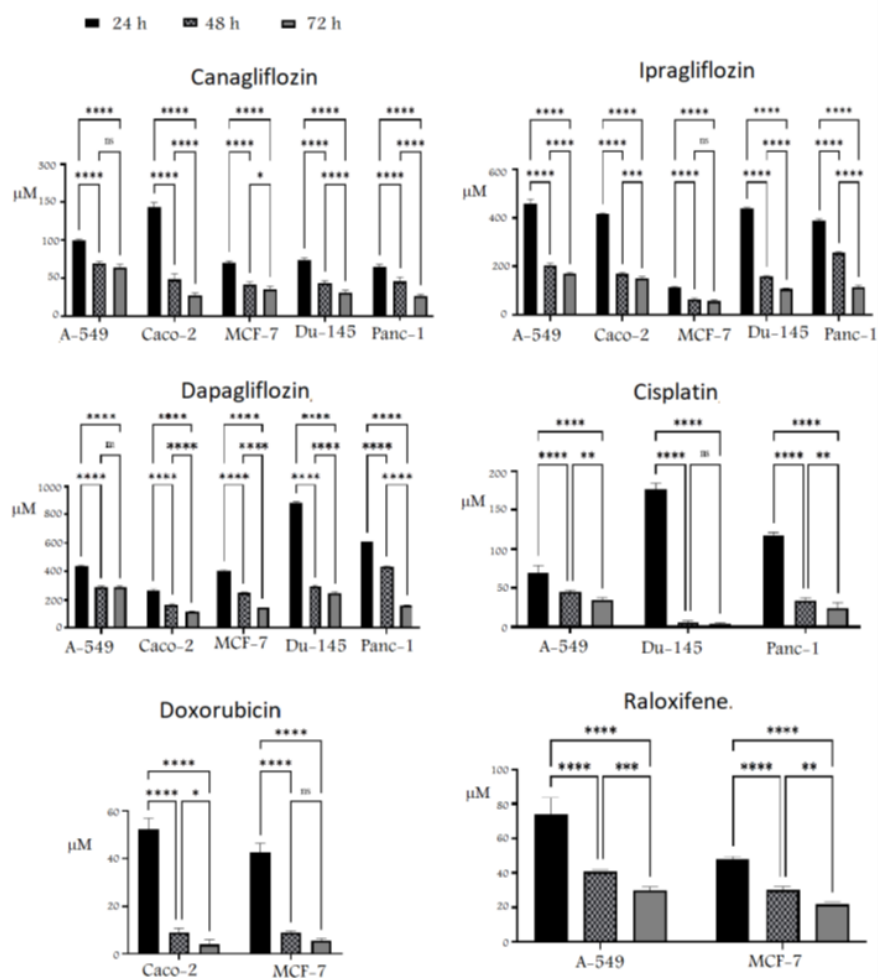 24 h 48 h 72 h
Canagliflozin
**** **** **** **** ****
ns **** **** **** ****
**** **** * **** ****
****
μM
300
150
100
50
0
A-549 Caco-2 MCF-7 Du-145 Panc-1
Ipragliflozin
**** **** **** **** ****
**** **** ns **** ****
**** **** *** **** **** ****
μM
600
400
200
0
A-549 Caco-2 MCF-7 Du-145 Panc-1
Dapagliflozin
**** **** **** **** ****
ns **** **** **** ****
**** **** **** **** ****
μM
1000
800
600
400
200
0
A-549 Caco-2 MCF-7 Du-145 Panc-1
Cisplatin
**** **** ****
**** ** **** ns **** **
μM
200
150
100
50
0
A-549 Du-145 Panc-1
Doxorubicin
**** ****
**** * **** ns
μM
60
40
20
0
Caco-2 MCF-7
Raloxifene.
**** ****
**** *** **** **
μM
100
80
60
40
20
0
A-549 MCF-7